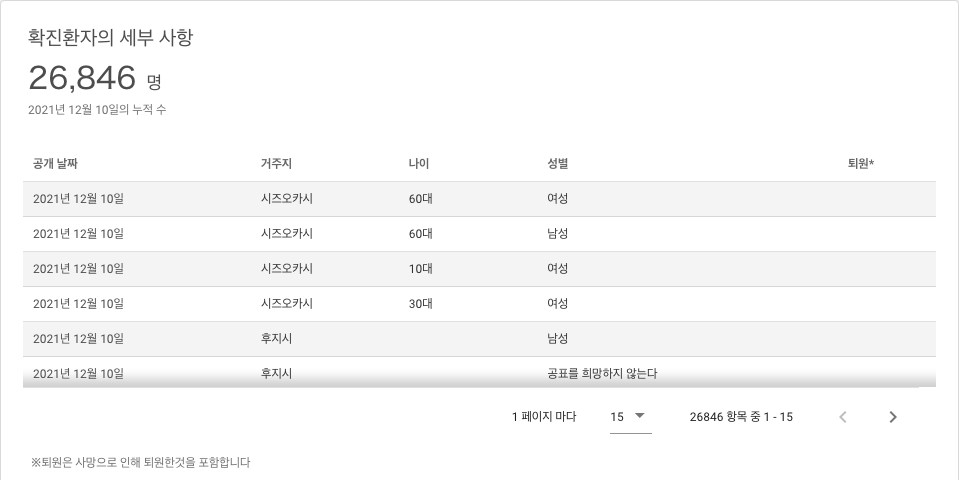 확진환자의 세부 사항
26,846 명
2021년 12월 10일의 누적 수
공개 날짜 거주지 나이 성별 퇴원*
2021년 12월 10일 시즈오카시 60대 여성
2021년 12월 10일 시즈오카시 60대 남성
2021년 12월 10일 시즈오카시 10대 여성
2021년 12월 10일 시즈오카시 30대 여성
2021년 12월 10일 후지시 남성
2021년 12월 10일 후지시 공표를 희망하지 않는다
1 페이지 마다 15 26846 항목 중 1 - 15
※퇴원은 사망으로 인해 퇴원한것을 포함합니다